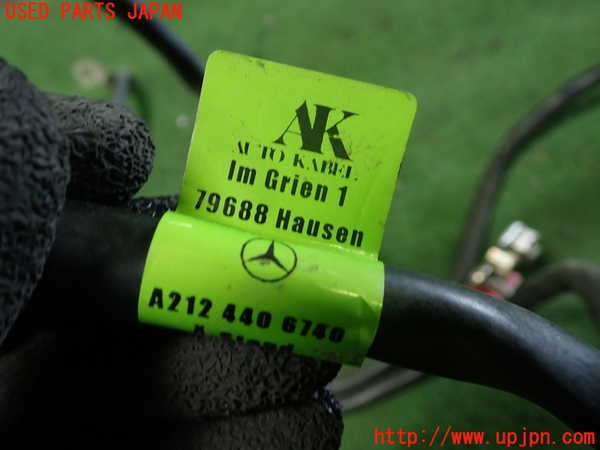 USED PARTS JAPAN
AK
AUTO KABEL
Im Grien 1
79688 Hausen
A212 440 6740
http://www.upjpn.com/